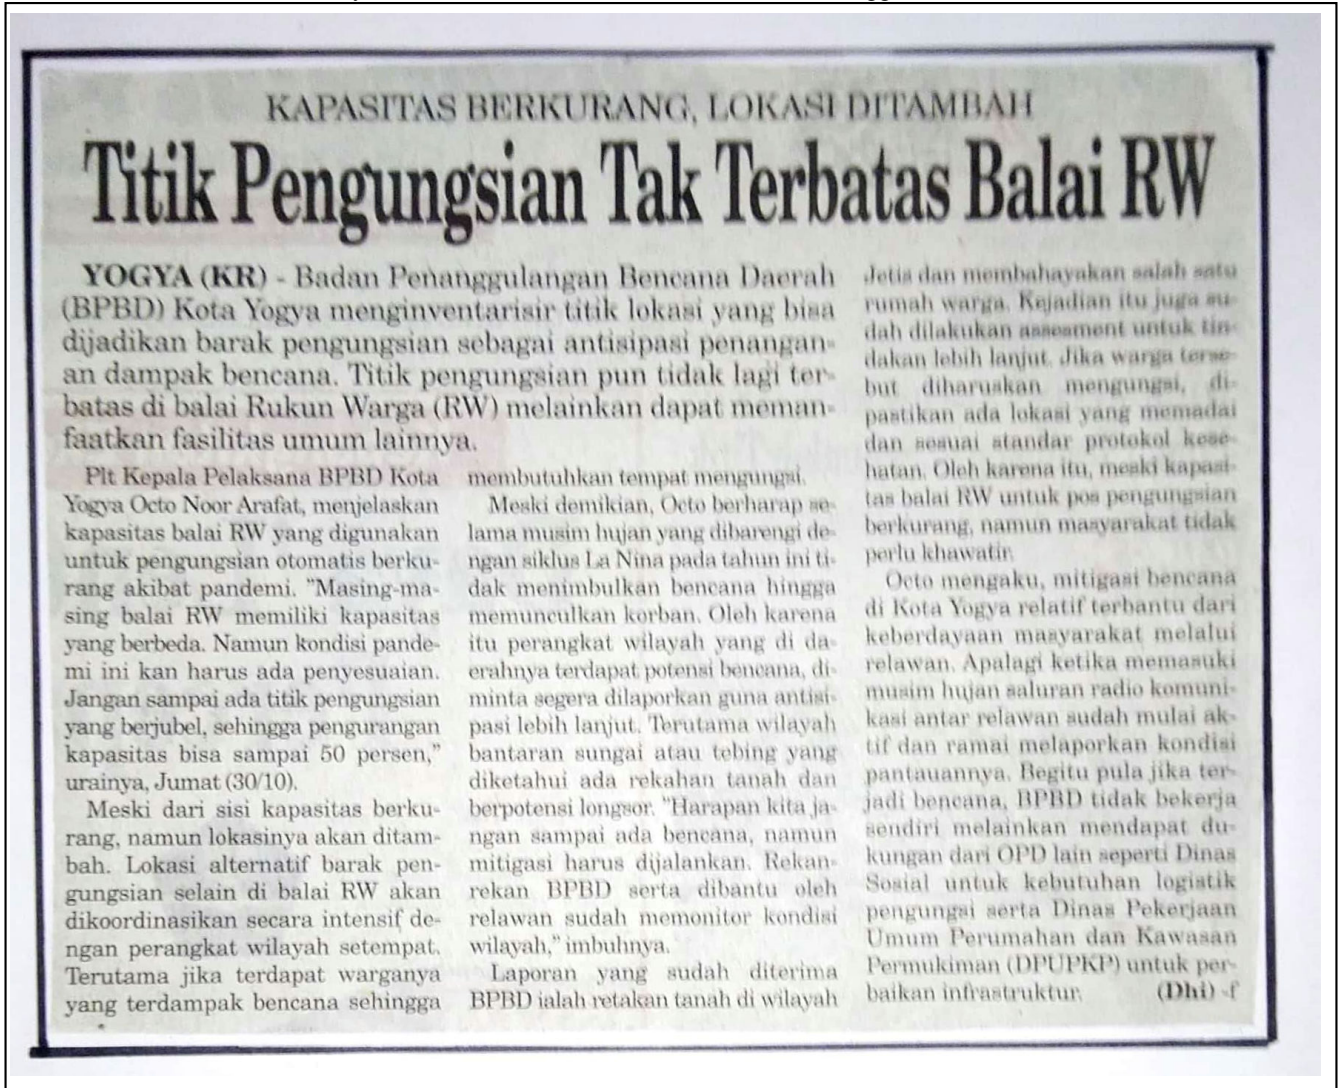 KAPASITAS BERKURANG, LOKASI DITAMBAH
Titik Pengungsian Tak Terbatas Balai RW
YOGYA (KR) - Badan Penanggulangan Bencana Daerah
(BPBD) Kota Yogya menginventarisir titik lokasi yang bisa
dijadikan barak pengungsian sebagai antisipasi penangan-
an dampak bencana. Titik pengungsian pun tidak lagi ter-
batas di balai Rukun Warga (RW) melainkan dapat meman-
faatkan fasilitas umum lainnya.
Plt Kepala Pelaksana BPBD Kota
Yogya Octo Noor Arafat, menjelaskan
kapasitas balai RW yang digunakan
untuk pengungsian otomatis berku-
rang akibat pandemi. "Masing-ma-
sing balai RW memiliki kapasitas
yang berbeda. Namun kondisi pande-
mi ini kan harus ada penyesuaian.
Jangan sampai ada titik pengungsian
yang berjubel, sehingga pengurangan
kapasitas bisa sampai 50 persen,"
urainya, Jumat (30/10).
Meski dari sisi kapasitas berku-
rang, namun lokasinya akan ditam-
bah. Lokasi alternatif barak pen-
gungsian selain di balai RW akan
dikoordinasikan secara intensif de-
ngan perangkat wilayah setempat.
Terutama jika terdapat warganya
yang terdampak bencana sehingga
membutuhkan tempat mengungsi.
Meski demikian, Octo berharap se-
lama musim hujan yang dibarengi de-
ngan siklus La Nina pada tahun ini ti-
dak menimbulkan bencana hingga
memunculkan korban. Oleh karena
itu perangkat wilayah yang di da-
erahnya terdapat potensi bencana, di-
minta segera dilaporkan guna antisi-
pasi lebih lanjut. Terutama wilayah
bantaran sungai atau tebing yang
diketahui ada rekahan tanah dan
berpotensi longsor. "Harapan kita ja-
ngan sampai ada bencana, namun
mitigasi harus dijalankan. Rekan-
rekan BPBD serta dibantu oleh
relawan sudah memonitor kondisi
wilayah," imbuhnya.
Laporan yang sudah diterima
BPBD ialah retakan tanah di wilayah
Jetis dan membahayakan salah satu
rumah warga. Kejadian itu juga su-
dah dilakukan assesment untuk tin-
dakan lebih lanjut. Jika warga terse-
but diharuskan mengungsi, di-
pastikan ada lokasi yang memadai
dan sesuai standar protokol kese-
hatan. Oleh karena itu, meski kapasi-
tas balai RW untuk pos pengungsian
berkurang, namun masyarakat tidak
perlu khawatir.
Octo mengaku, mitigasi bencana
di Kota Yogya relatif terbantu dari
keberdayaan masyarakat melalui
relawan. Apalagi ketika memasuki
musim hujan saluran radio komuni-
kasi antar relawan sudah mulai ak-
tif dan ramai melaporkan kondisi
pantauannya. Begitu pula jika ter-
jadi bencana, BPBD tidak bekerja
sendiri melainkan mendapat du-
kungan dari OPD lain seperti Dinas
Sosial untuk kebutuhan logistik
pengungsi serta Dinas Pekerjaan
Umum Perumahan dan Kawasan
Permukiman (DPUPKP) untuk per-
baikan infrastruktur. (Dhi) -f